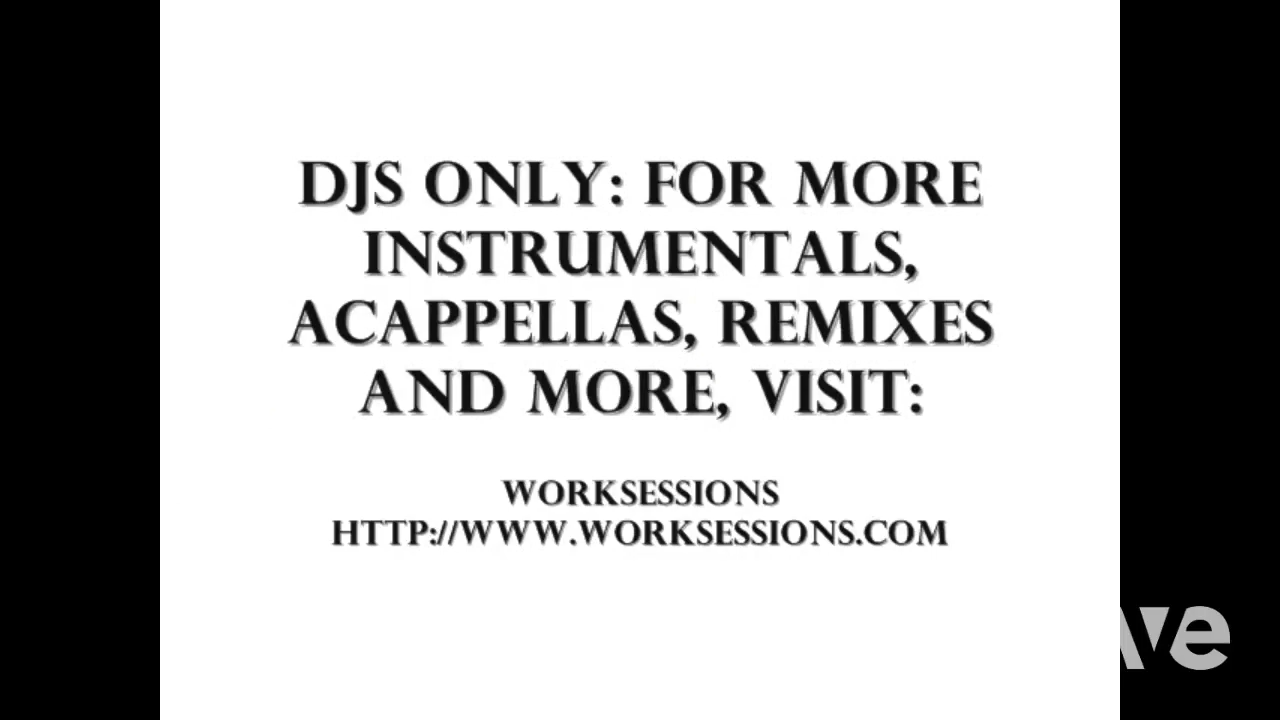 DJS ONLY: FOR MORE
INSTRUMENTALS,
ACAPPELLAS, REMIXES
AND MORE, VISIT:
WORKSESSIONS
HTTP://WWW.WORKSESSIONS.COM